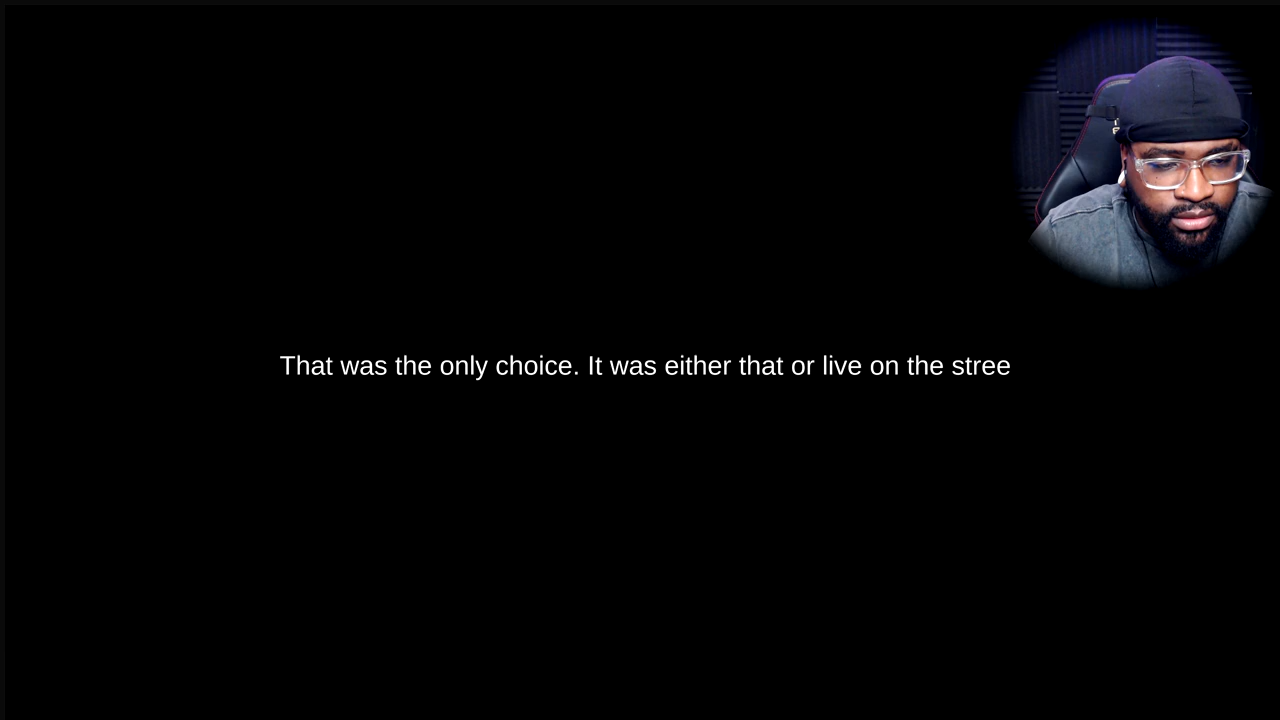 That was the only choice. It was either that or live on the stree